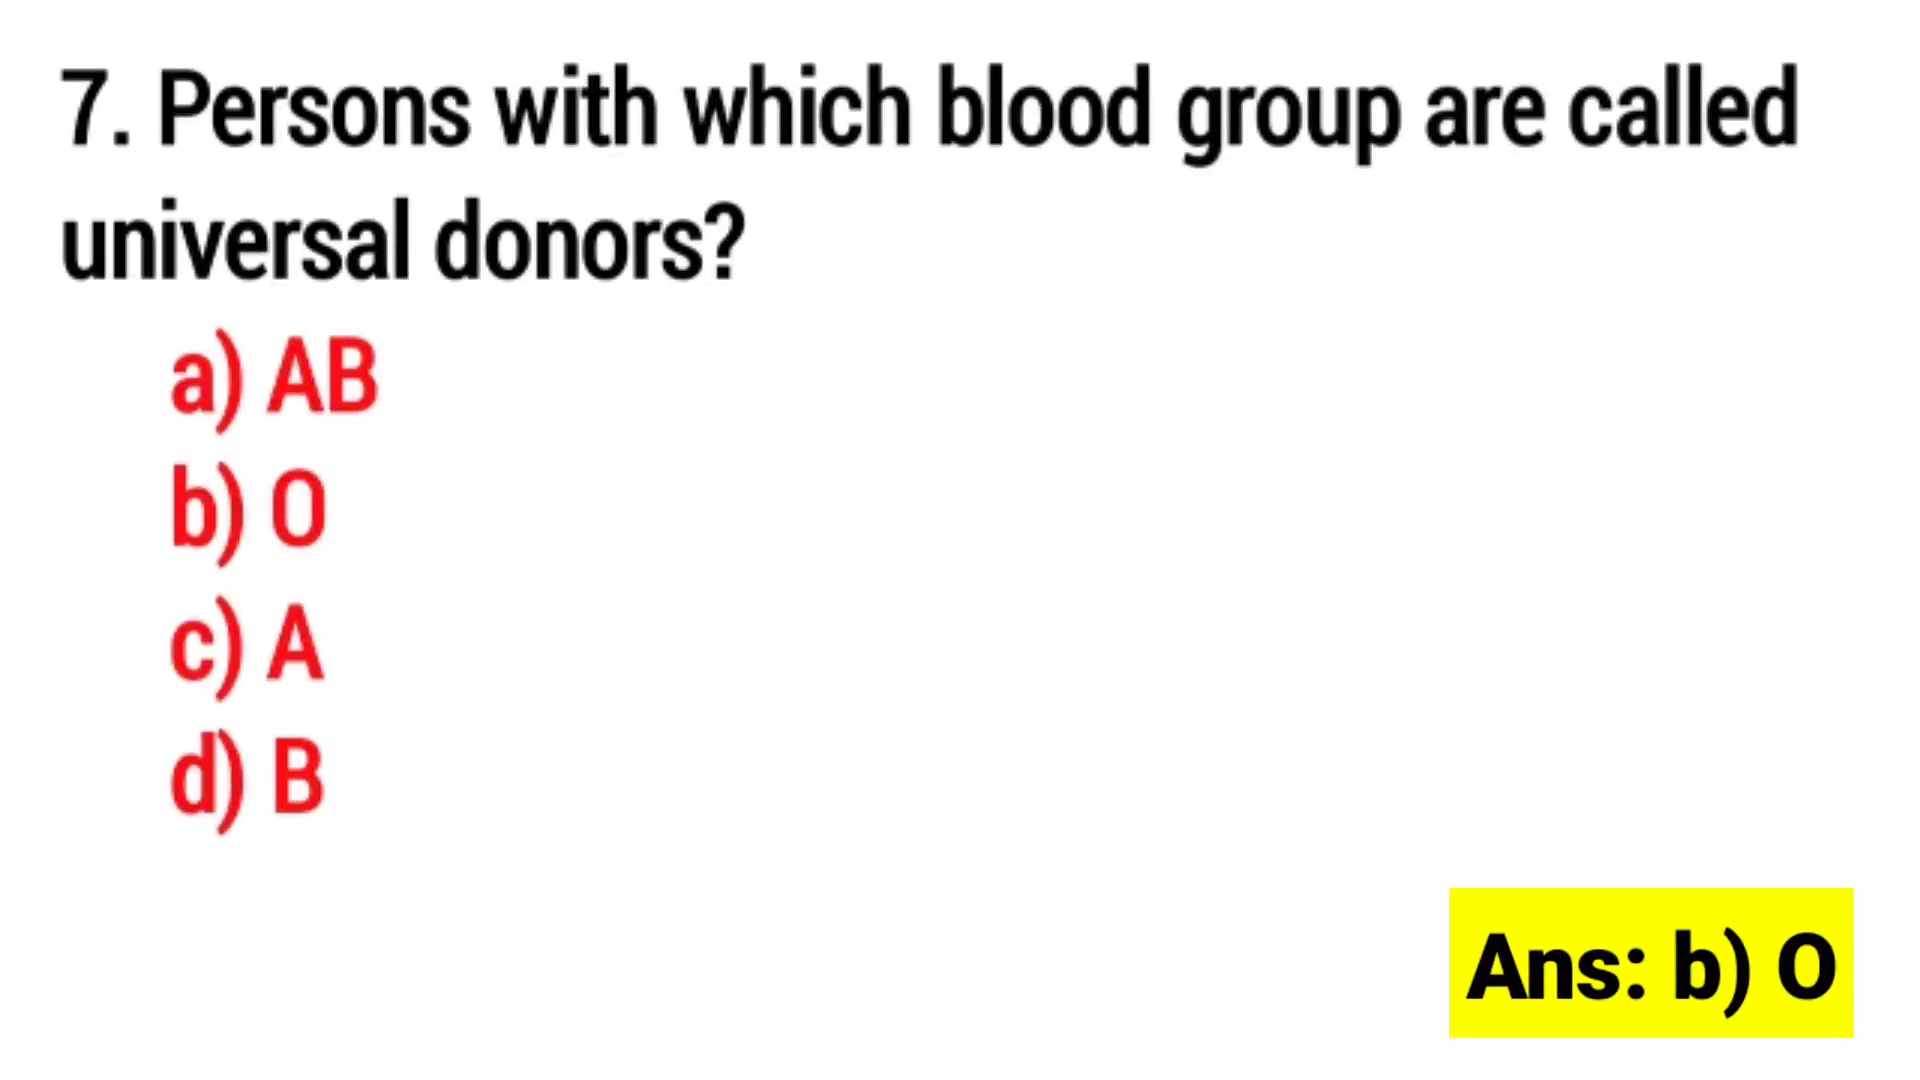 7. Persons with which blood group are called
universal donors?
a) AB
b) O
c) A
d) B
Ans: b) O